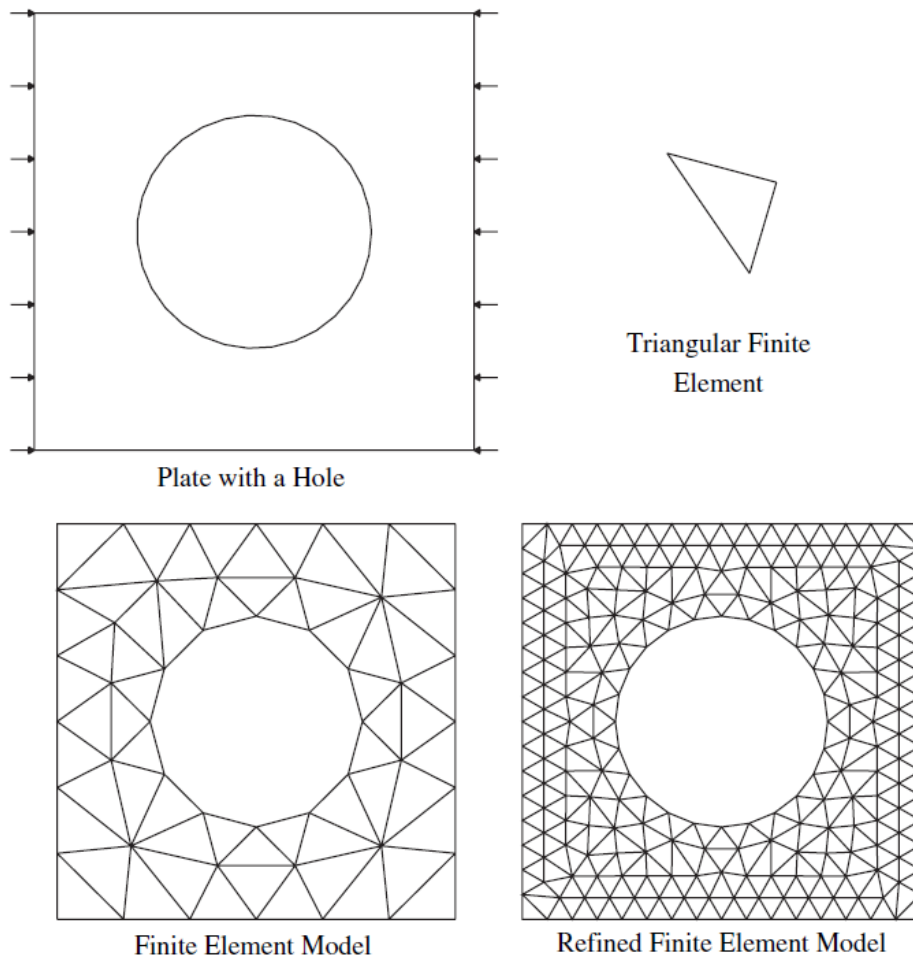 Triangular Finite
Element
Plate with a Hole
Finite Element Model
Refined Finite Element Model